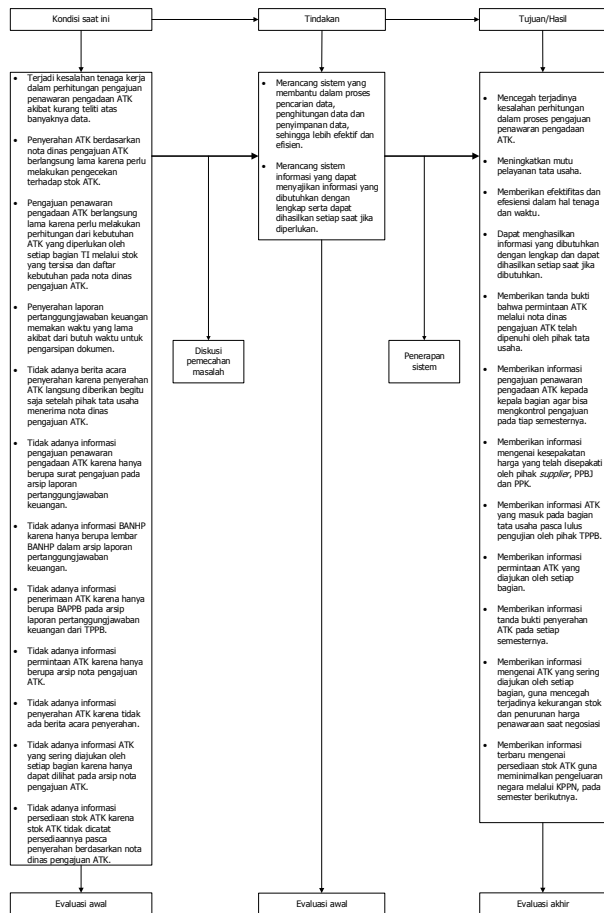 Kondisi saat ini
Tindakan
Tujuan/Hasil
• Terjadi kesalahan tenaga kerja
dalam perhitungan pengajuan
penawaran pengadaan ATK
akibat kurang teliti atas
banyaknya data.
• Penyerahan ATK berdasarkan
nota dinas pengajuan ATK
berlangsung lama karena perlu
melakukan pengecekan
terhadap stok ATK.
• Pengajuan penawaran
pengadaan ATK berlangsung
lama karena perlu melakukan
perhitungan dari kebutuhan
ATK yang diperlukan oleh
setiap bagian TI melalui stok
yang tersisa dan daftar
kebutuhan pada nota dinas
pengajuan ATK.
• Penyerahan laporan
pertanggungjawaban keuangan
memakan waktu yang lama
akibat dari butuh waktu untuk
pengarsipan dokumen.
• Tidak adanya berita acara
penyerahan karena penyerahan
ATK langsung diberikan begitu
saja setelah pihak tata usaha
menerima nota dinas
pengajuan ATK.
• Tidak adanya informasi
pengajuan penawaran
pengadaan ATK karena hanya
berupa surat pengajuan pada
arsip laporan
pertanggungjawaban
keuangan.
• Tidak adanya informasi BANHP
karena hanya berupa lembar
BANHP dalam arsip laporan
pertanggungjawaban
keuangan.
• Tidak adanya informasi
penerimaan ATK karena hanya
berupa BAPPB pada arsip
laporan pertanggungjawaban
keuangan dari TPPB.
• Tidak adanya informasi
permintaan ATK karena hanya
berupa arsip nota pengajuan
ATK.
• Tidak adanya informasi
penyerahan ATK karena tidak
ada berita acara penyerahan.
• Tidak adanya informasi ATK
yang sering diajukan oleh
setiap bagian karena hanya
dapat dilihat pada arsip nota
pengajuan ATK.
• Tidak adanya informasi
persediaan stok ATK karena
stok ATK tidak dicatat
persediaannya pasca
penyerahan berdasarkan nota
dinas pengajuan ATK.
Diskusi
pemecahan
masalah
• Merancang sistem yang
membantu dalam proses
pencarian data,
penghitungan data dan
penyimpanan data,
sehingga lebih efektif dan
efisien.
• Merancang sistem
informasi yang dapat
menyajikan informasi yang
dibutuhkan dengan
lengkap serta dapat
dihasilkan setiap saat jika
diperlukan.
Penerapan
sistem
• Mencegah terjadinya
kesalahan perhitungan
dalam proses pengajuan
penawaran pengadaan
ATK.
• Meningkatkan mutu
pelayanan tata usaha.
• Memberikan efektifitas dan
efesiensi dalam hal tenaga
dan waktu.
• Dapat menghasilkan
informasi yang dibutuhkan
dengan lengkap dan dapat
dihasilkan setiap saat jika
dibutuhkan.
• Memberikan tanda bukti
bahwa permintaan ATK
melalui nota dinas
pengajuan ATK telah
dipenuhi oleh pihak tata
usaha.
• Memberikan informasi
pengajuan penawaran
pengadaan ATK kepada
kepala bagian agar bisa
mengkontrol pengajuan
pada tiap semesternya.
• Memberikan informasi
mengenai kesepakatan
harga yang telah disepakati
oleh pihak supplier, PPBJ
dan PPK.
• Memberikan informasi ATK
yang masuk pada bagian
tata usaha pasca lulus
pengujian oleh pihak TPPB.
• Memberikan informasi
permintaan ATK yang
diajukan oleh setiap
bagian.
• Memberikan informasi
tanda bukti penyerahan
ATK pada setiap
semesternya.
• Memberikan informasi
mengenai ATK yang sering
diajukan oleh setiap
bagian, guna mencegah
terjadinya kekurangan stok
dan penurunan harga
penawaraan saat negosiasi
• Memberikan informasi
terbaru mengenai
persediaan stok ATK guna
meminimalkan pengeluaran
negara melalui KPPN, pada
semester berikutnya.
Evaluasi awal
Evaluasi awal
Evaluasi akhir